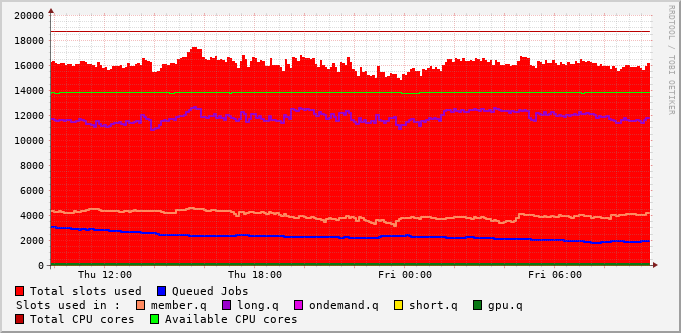 RRDTOOL / TOBI OETIKER
20000
18000
16000
14000
12000
10000
8000
6000
4000
2000
0
Thu 12:00 Thu 18:00 Fri 00:00 Fri 06:00
Total slots used Queued Jobs
Slots used in : member.q long.q ondemand.q short.q gpu.q
Total CPU cores Available CPU cores